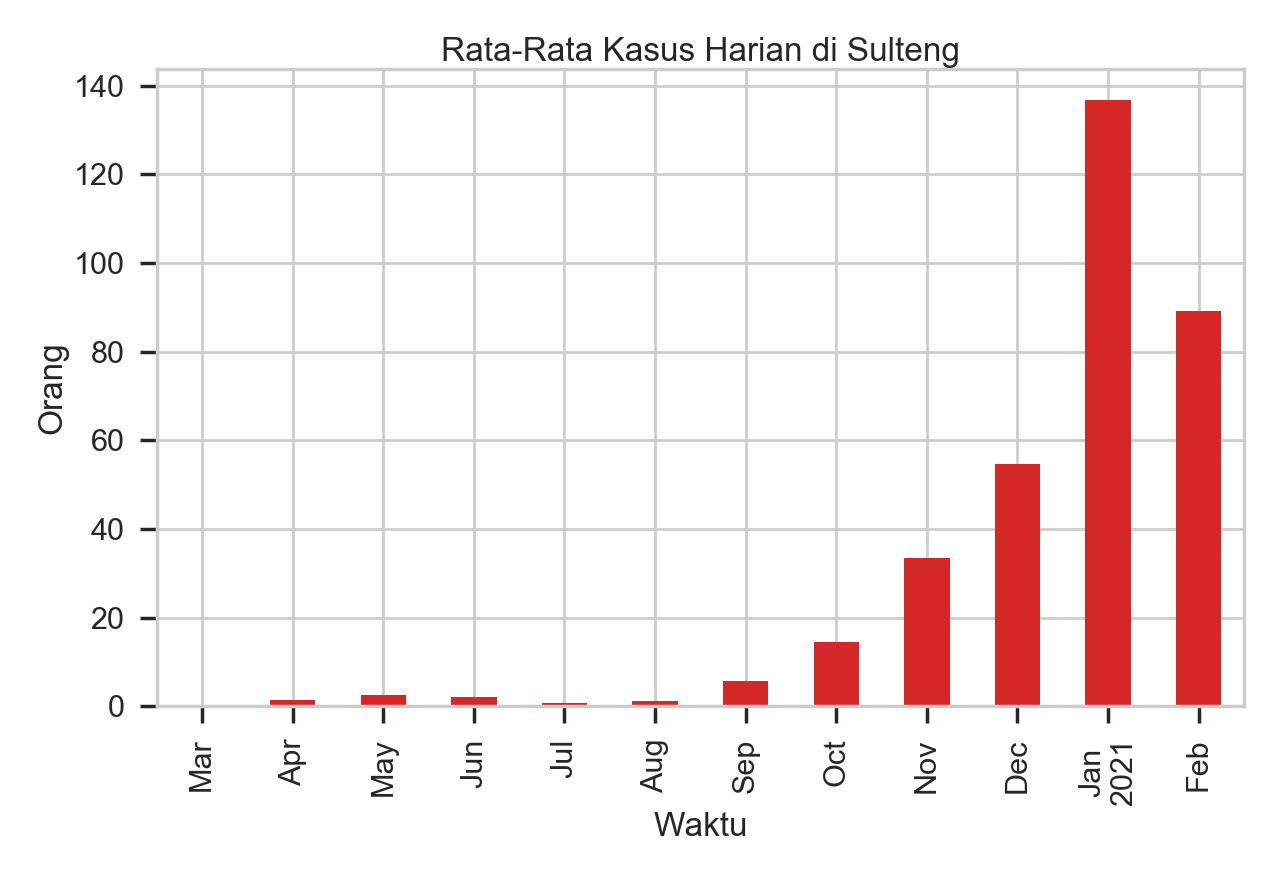 Rata-Rata Kasus Harian di Sulteng
140
120
100
80
60
40
20
0
Orang
Mar
Apr
May
Jun
Jul
Aug
Sep
Oct
Nov
Dec
Jan
2021
Feb
Waktu